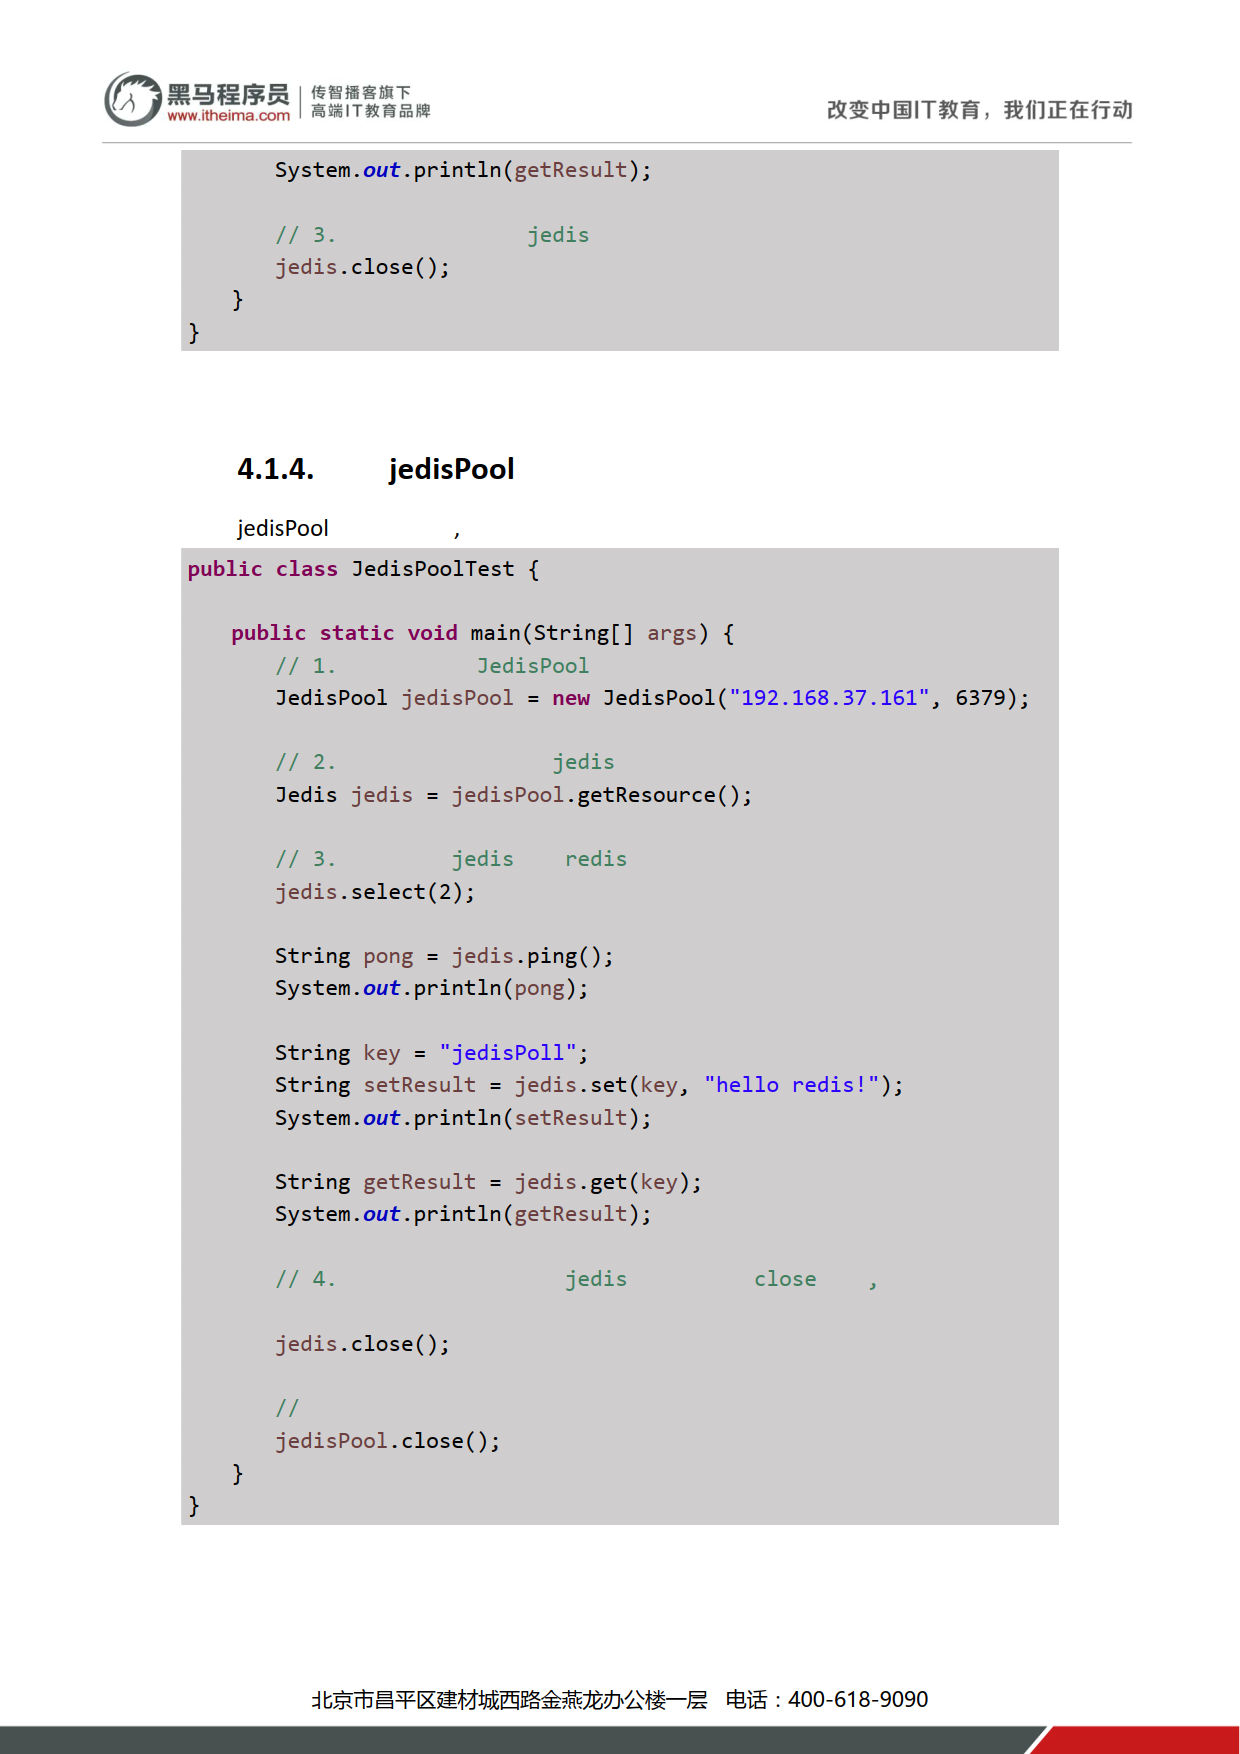 黑马程序员 传智播客旗下
www.itheima.com 高端IT教育品牌
改变中国IT教育，我们正在行动
System.out.println(getResult);
// 3. jedis
jedis.close();
}
}
4.1.4. jedisPool
jedisPool ,
public class JedisPoolTest {
public static void main(String[] args) {
// 1. JedisPool
JedisPool jedisPool = new JedisPool("192.168.37.161", 6379);
// 2. jedis
Jedis jedis = jedisPool.getResource();
// 3. jedis redis
jedis.select(2);
String pong = jedis.ping();
System.out.println(pong);
String key = "jedisPoll";
String setResult = jedis.set(key, "hello redis!");
System.out.println(setResult);
String getResult = jedis.get(key);
System.out.println(getResult);
// 4. jedis close ,
jedis.close();
//
jedisPool.close();
}
}
北京市昌平区建材城西路金燕龙办公楼一层 电话：400-618-9090